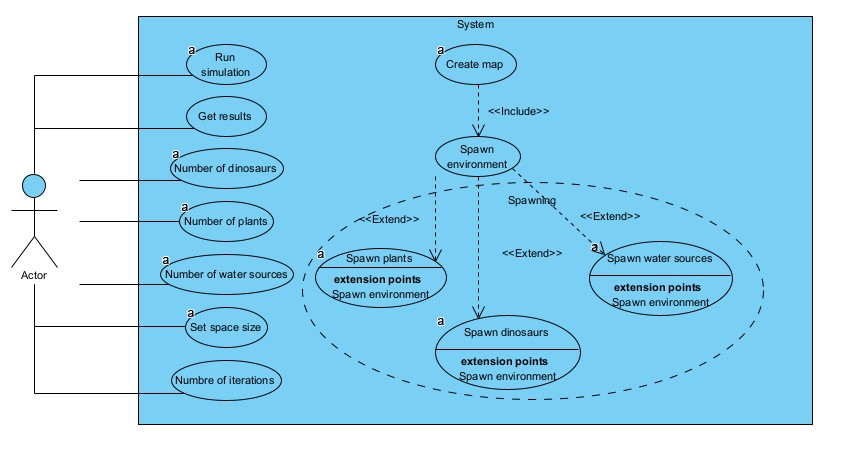 System
a
Run
simulation
a
Create map
Get results
<<Include>>
a
Number of dinosaurs
Spawn
environment
a
Number of plants
Spawning
<<Extend>>
<<Extend>>
<<Extend>>
Actor
a
Number of water sources
a
Spawn plants
extension points
Spawn environment
a
Spawn water sources
extension points
Spawn environment
a
Set space size
a
Spawn dinosaurs
extension points
Spawn environment
Numbre of iterations